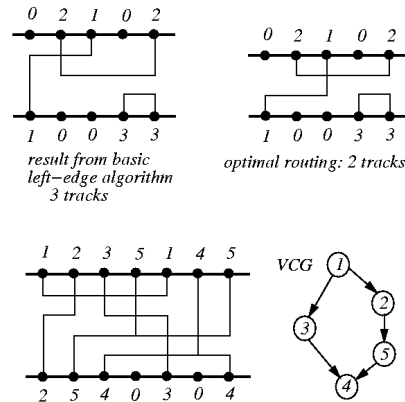 0 2 1 0 2
1 0 0 3 3
result from basic
left-edge algorithm
3 tracks
0 2 1 0 2
1 0 0 3 3
optimal routing: 2 tracks
1 2 3 5 1 4 5
2 5 4 0 3 0 4
VCG
1
2
3
5
4